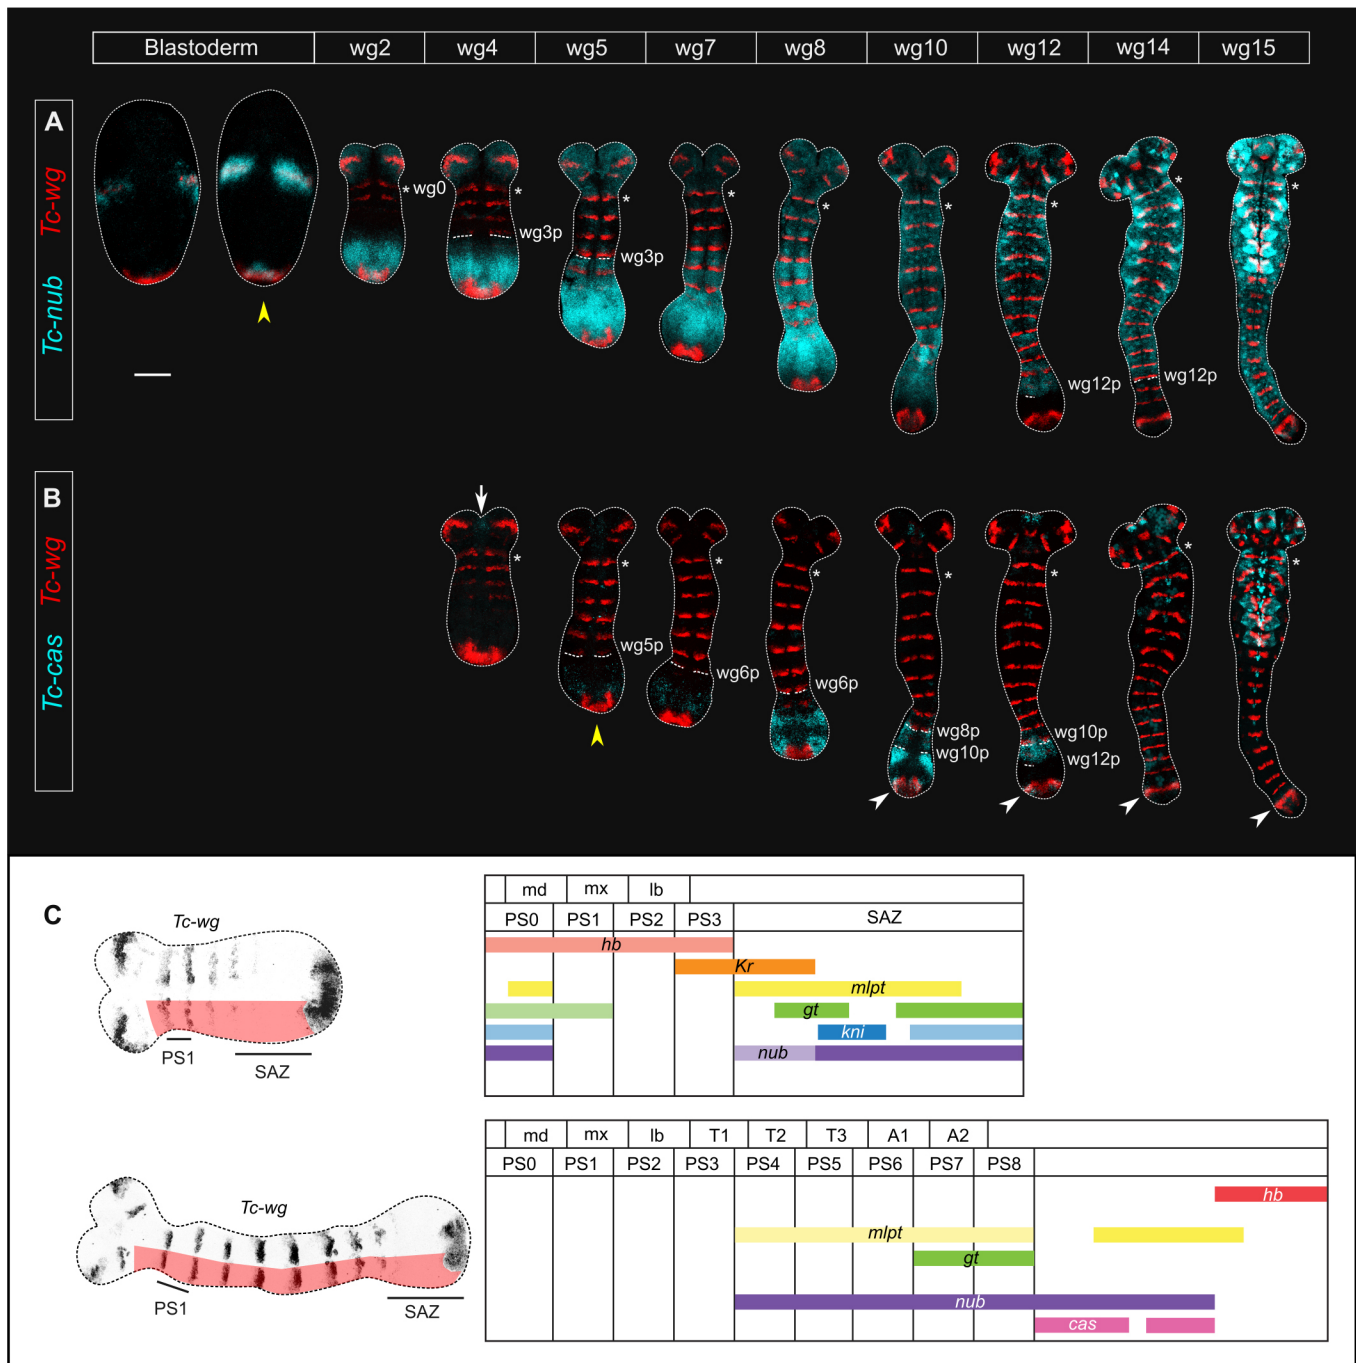 Blastoderm wg2 wg4 wg5 wg7 wg8 wg10 wg12 wg14 wg15
A
Tc-nub Tc-wg
* wg0
*
wg3p
*
wg3p
*
*
*
*
wg12p
*
wg12p
*
B
Tc-cas Tc-wg
*
*
wg5p
*
wg6p
*
wg6p
*
wg8p
wg10p
*
wg10p
wg12p
*
*
C
Tc-wg
PS1
SAZ
md mx lb
PS0 PS1 PS2 PS3 SAZ
hb
Kr
mlpt
gt
kni
nub
Tc-wg
PS1
SAZ
md mx lb T1 T2 T3 A1 A2
PS0 PS1 PS2 PS3 PS4 PS5 PS6 PS7 PS8
hb
mlpt
gt
nub
cas